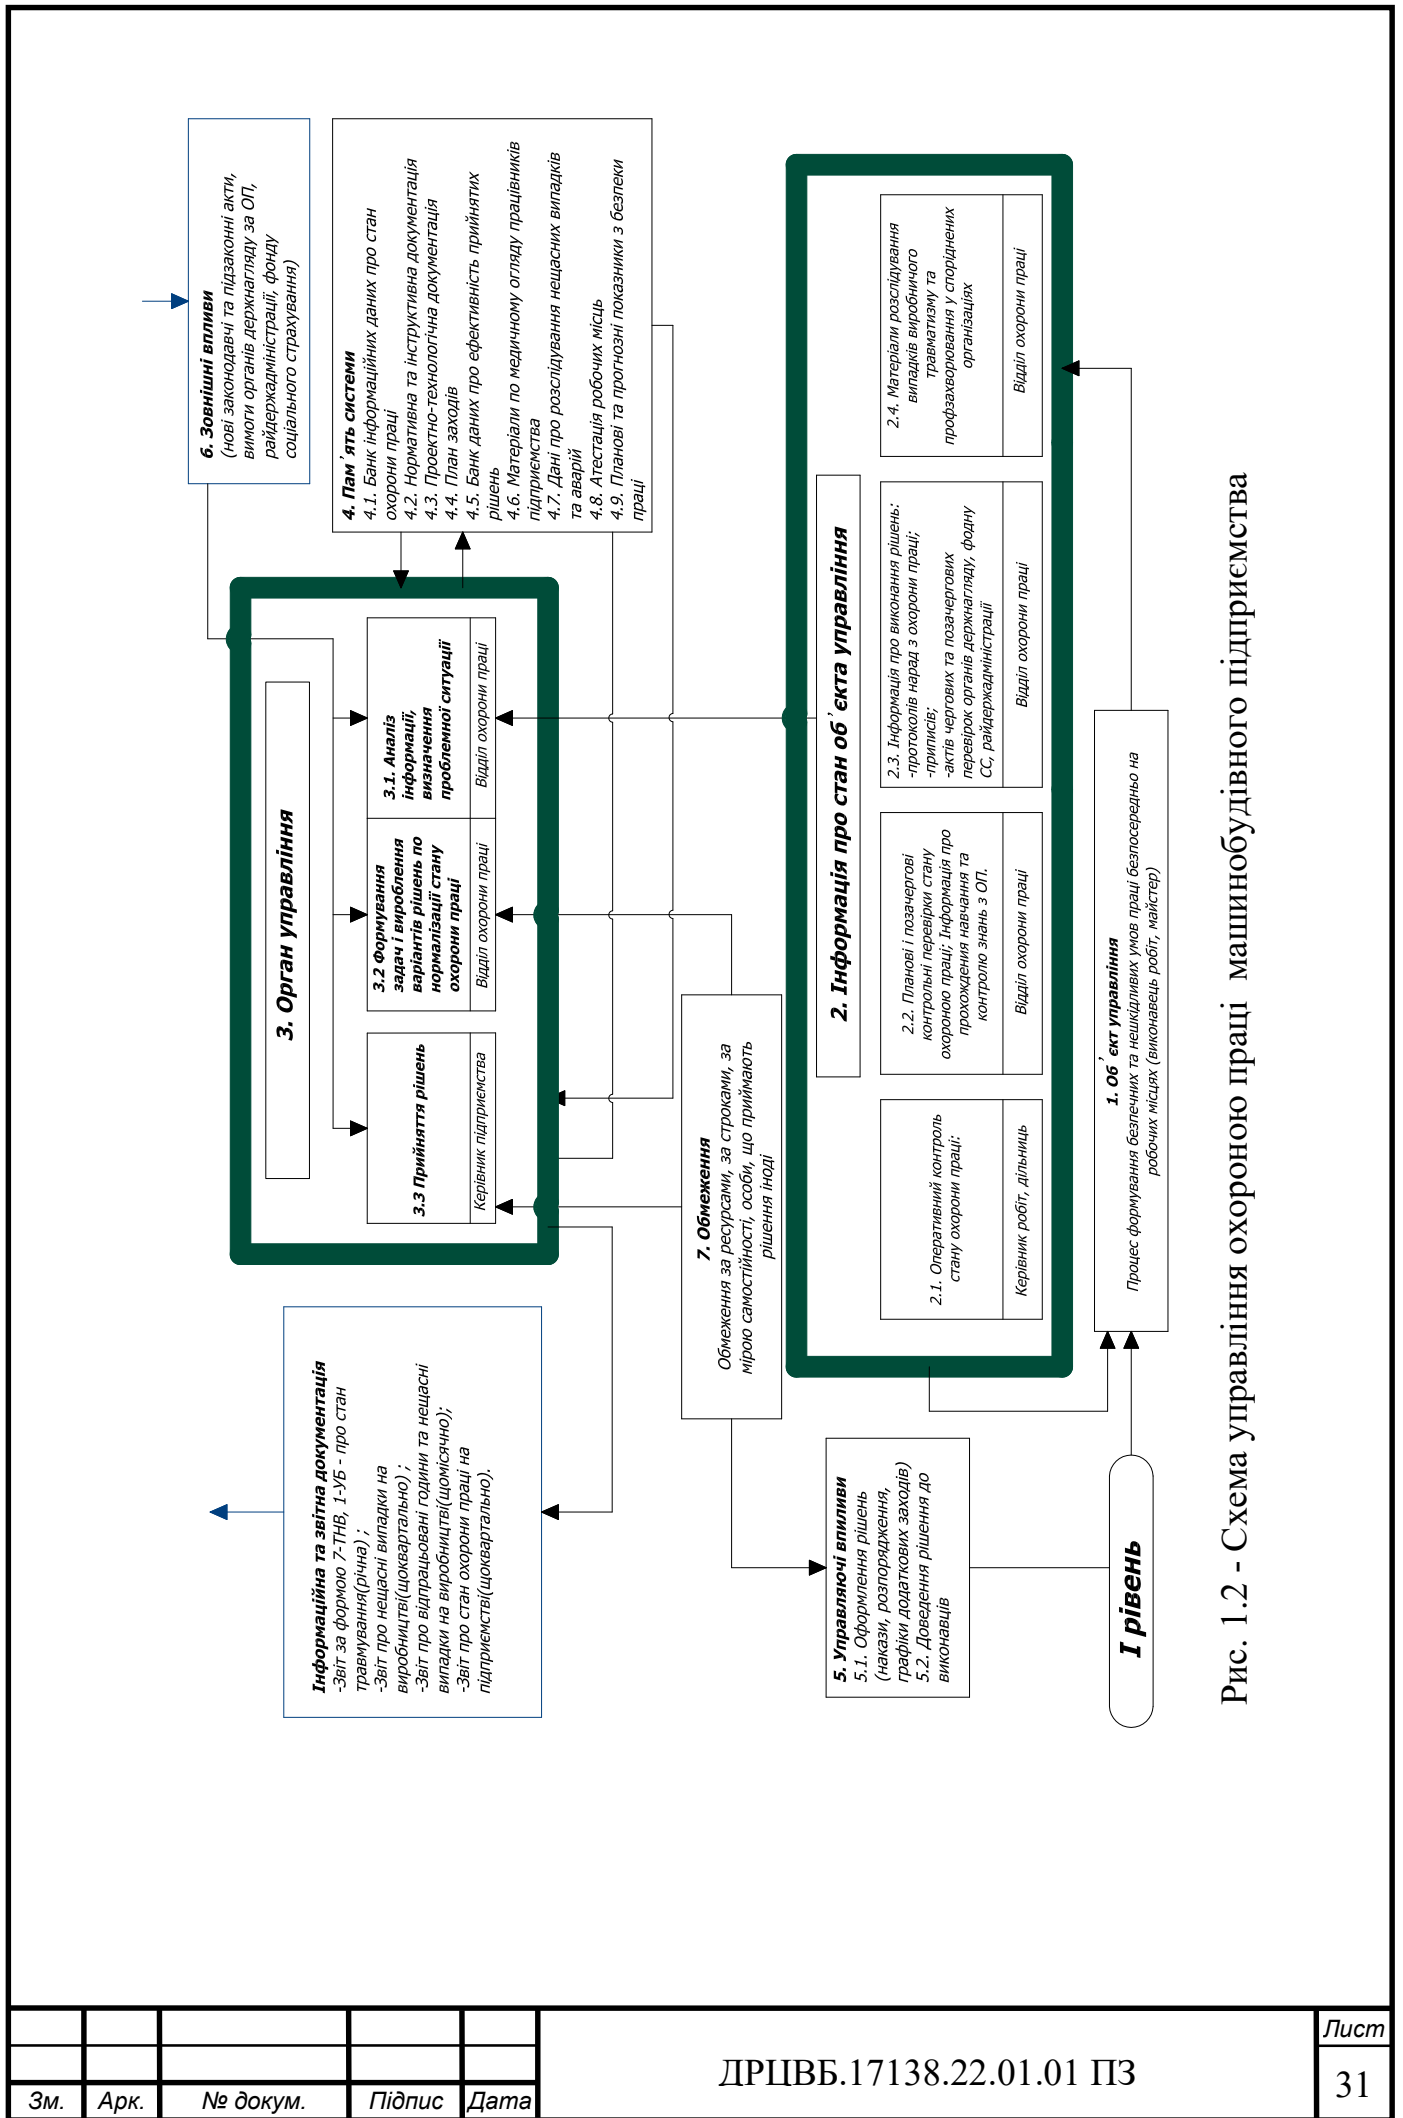 6. Зовнішні впливи
(нові законодавчі та підзаконні акти,
вимоги органів держнагляду за ОП,
райдержадміністрації, фонду
соціального страхування)
4. Пам'ять системи
4.1. Банк інформаційних даних про стан
охорони праці
4.2. Нормативна та інструктивна документація
4.3. Проектно-технологічна документація
4.4. План заходів
4.5. Банк даних про ефективність прийнятих
рішень
4.6. Матеріали по медичному огляду працівників
підприємства
4.7. Дані про розслідування нещасних випадків
та аварій
4.8. Атестація робочих місць
4.9. Планові та прогнозні показники з безпеки
праці
3. Орган управління
3.1. Аналіз
інформації,
визначення
проблемної ситуації
Відділ охорони праці
3.2 Формування
задач і вироблення
варіантів рішень по
нормалізації стану
охорони праці
Відділ охорони праці
3.3 Прийняття рішень
Керівник підприємства
Інформаційна та звітна документація
-Звіт за формою 7-ТНВ, 1-УБ - про стан
травмування(річна) ;
-Звіт про нещасні випадки на
виробництві(щоквартально) ;
-Звіт про відпрацьовані години та нещасні
випадки на виробництві(щомісячно);
-Звіт про стан охорони праці на
підприємстві(щоквартально).
7. Обмеження
Обмеження за ресурсами, за строками, за
мірою самостійності, особи, що приймають
рішення іноді
2. Інформація про стан об'єкта управління
2.1. Оперативний контроль
стану охорони праці:
Керівник робіт, дільниць
2.2. Планові і позачергові
контрольні перевірки стану
охороною праці; Інформація про
прохождення навчання та
контролю знань з ОП.
Відділ охорони праці
2.3. Інформація про виконання рішень:
-протоколів нарад з охорони праці;
-приписів;
-актів чергових та позачергових
перевірок органів держнагляду, фодну
СС, райдержадміністрації
Відділ охорони праці
2.4. Матеріали розслідування
випадків виробничого
травматизму та
профзахворювання у споріднених
організаціях
Відділ охорони праці
5. Управляючі впиливи
5.1. Оформлення рішень
(накази, розпорядження,
графіки додаткових заходів)
5.2. Доведення рішення до
виконавців
1. Об'єкт управління
Процес формування безпечних та нешкідливих умов праці безпосередньо на
робочих місцях (виконавець робіт, майстер)
І рівень
Рис. 1.2 - Схема управління охороною праці машинобудівного підприємства
Зм. Арк. № докум. Підпис Дата
ДРЦВБ.17138.22.01.01 ПЗ
Лист
31